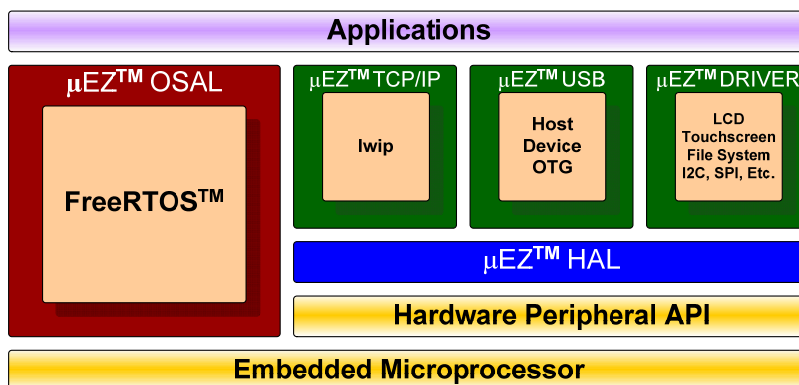 Applications
µEZ™ OSAL
FreeRTOS™
µEZ™ TCP/IP
lwip
µEZ™ USB
Host
Device
OTG
µEZ™ DRIVER
LCD
Touchscreen
File System
I2C, SPI, Etc.
µEZ™ HAL
Hardware Peripheral API
Embedded Microprocessor